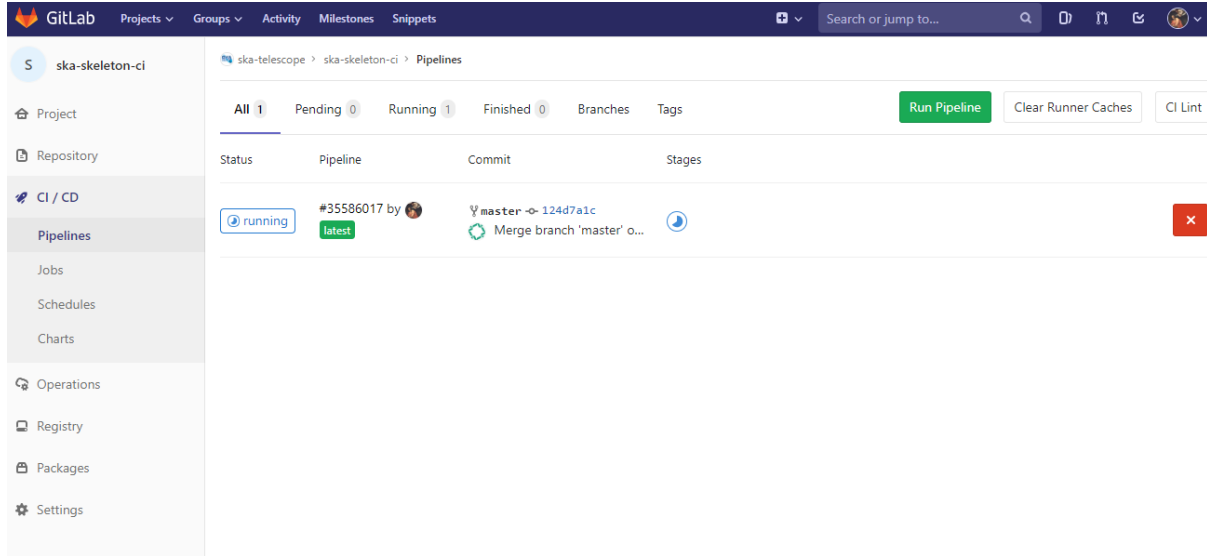 GitLab Projects Groups Activity Milestones Snippets Search or jump to...
S ska-skeleton-ci
Project
Repository
CI / CD
Pipelines
Jobs
Schedules
Charts
Operations
Registry
Packages
Settings
ska-telescope > ska-skeleton-ci > Pipelines
All 1 Pending 0 Running 1 Finished 0 Branches Tags Run Pipeline Clear Runner Caches CI Lint
Status Pipeline Commit Stages
running #35586017 by master 124d7a1c
latest Merge branch 'master' o...